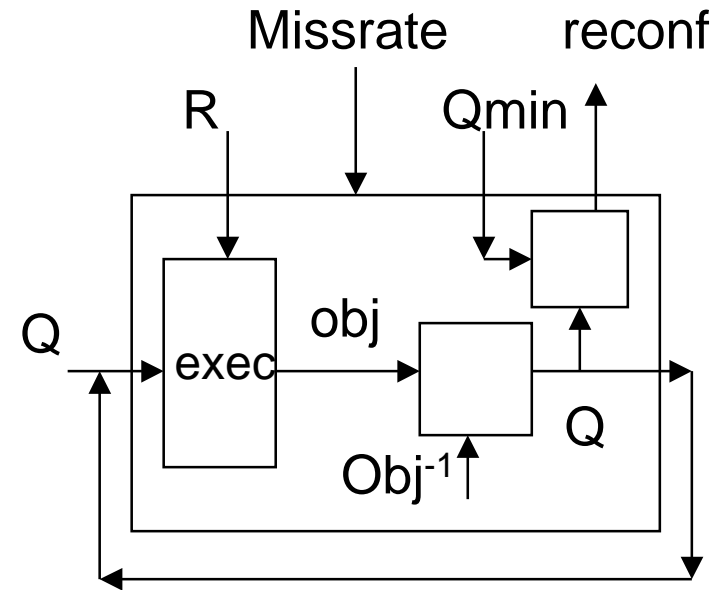 Missrate reconf
R Qmin
Q obj
exec
Q
Obj-1